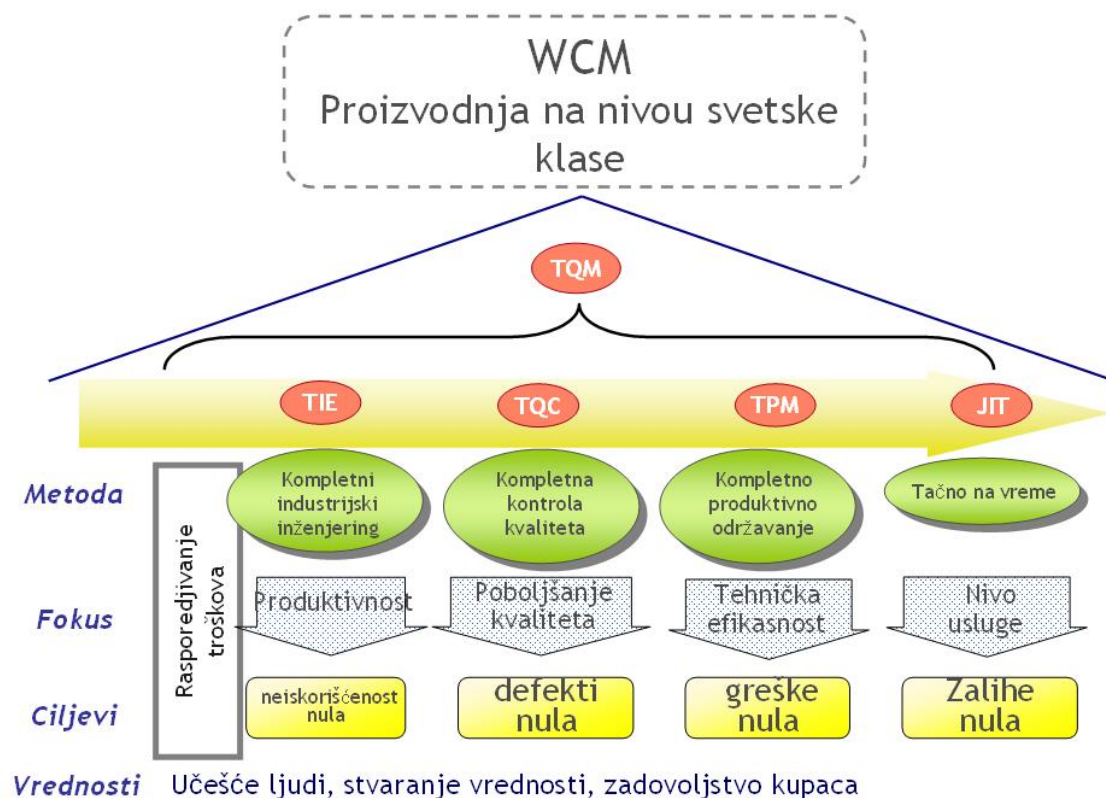 WCM
Proizvodnja na nivou svetske
klase
TQM
TIE
TQC
TPM
JIT
Metoda
Rasporedjivanje
troškova
Kompletni
industrijski
inženjering
Kompletna
kontrola
kvaliteta
Kompletno
produktivno
održavanje
Tačno na vreme
Fokus
Produktivnost
Poboljšanje
kvaliteta
Tehnička
efikasnost
Nivo
usluge
Ciljevi
neiskorišćenost
nula
defekti
nula
greške
nula
Zalihe
nula
Vrednosti Učešće ljudi, stvaranje vrednosti, zadovoljstvo kupaca